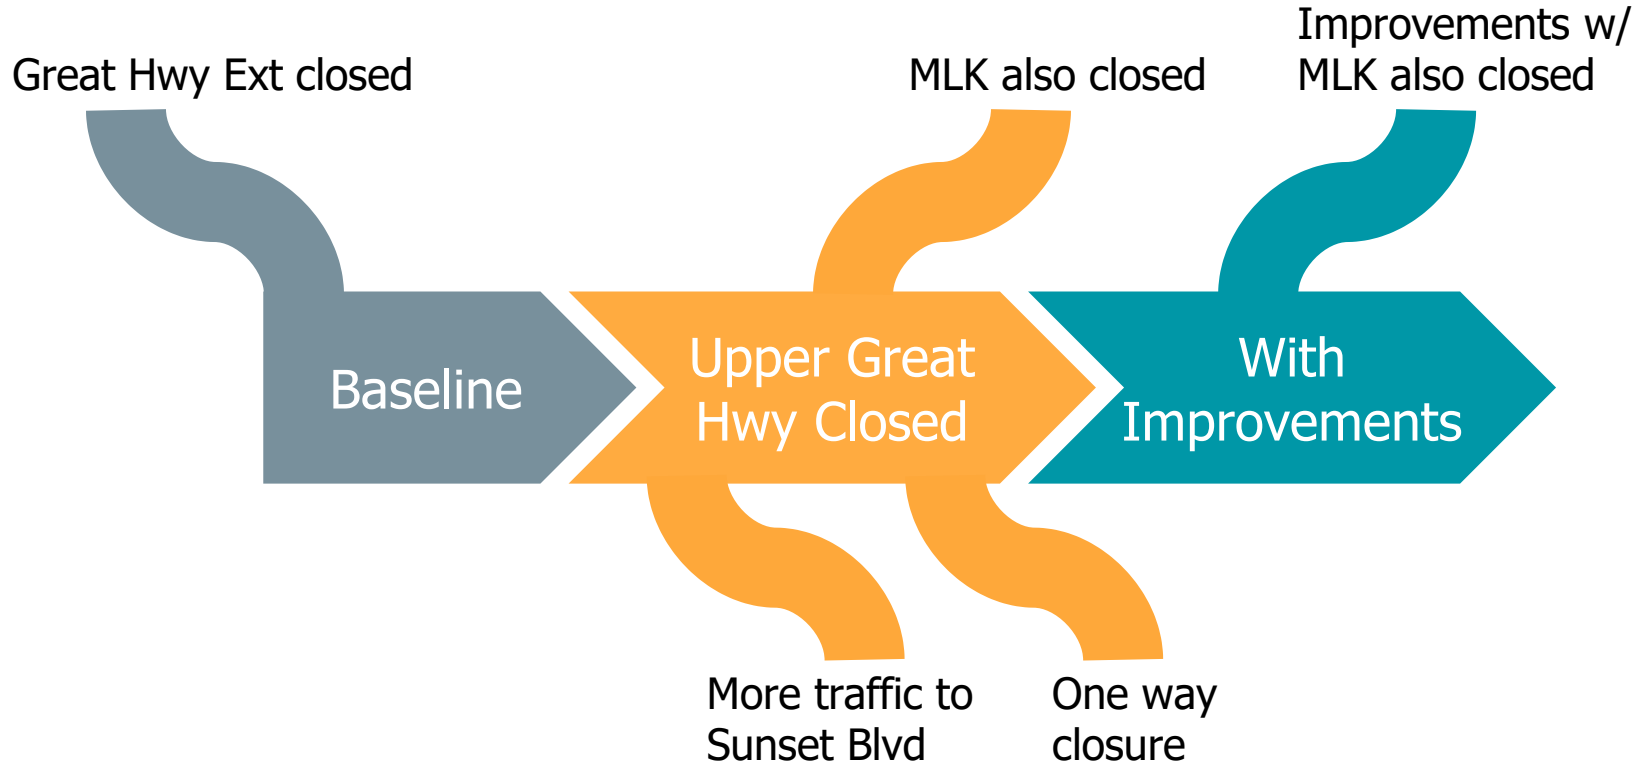 Great Hwy Ext closed
MLK also closed
Improvements w/
MLK also closed
Baseline
Upper Great
Hwy Closed
With
Improvements
More traffic to
Sunset Blvd
One way
closure